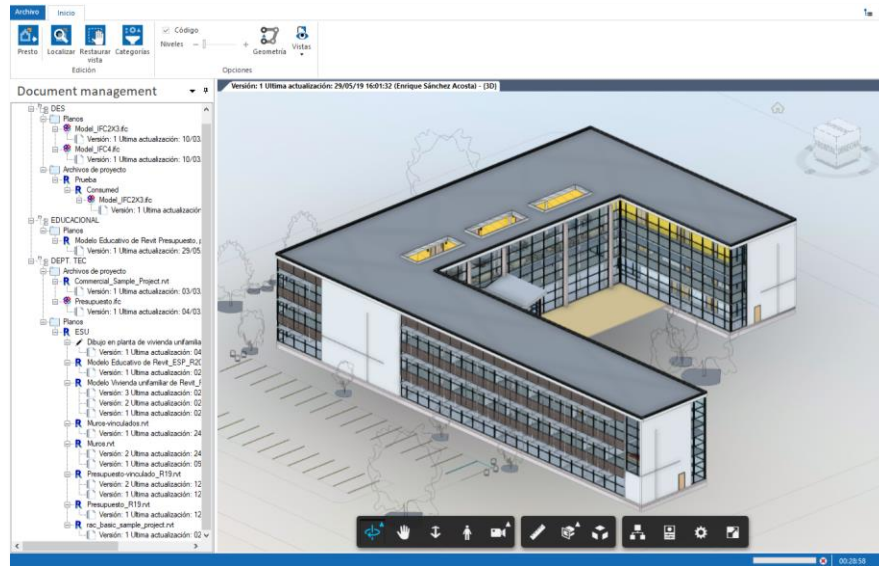 Archivo Inicio
Presto
Localizar
Restaurar vista
Categorías
Edición
Código
Niveles
Geometría
Vistas
Opciones
Document management
Versión: 1 Ultima actualización: 29/05/19 16:01:32 (Enrique Sánchez Acosta) - {3D}
DES
Planos
Model_IFC2X3.ifc
Versión: 1 Ultima actualización: 10/03
Model_IFC4.ifc
Versión: 1 Ultima actualización: 10/03
Archivos de proyecto
Prueba
Consumed
Model_IFC2X3.ifc
Versión: 1 Ultima actualización
EDUCACIONAL
Planos
Modelo Educativo de Revit Presupuesto,
Versión: 1 Ultima actualización: 29/05
DEPT. TEC
Archivos de proyecto
Commercial_Sample_Project.rvt
Versión: 1 Ultima actualización: 03/03
Presupuesto.ifc
Versión: 1 Ultima actualización: 04/03
Planos
ESU
Dibujo en planta de vivienda unifamilia
Versión: 1 Ultima actualización: 04
Modelo Educativo de Revit_ESP_R20
Versión: 1 Ultima actualización: 02
Modelo Vivienda unifamiliar de Revit_F
Versión: 3 Ultima actualización: 02
Versión: 2 Ultima actualización: 02
Versión: 1 Ultima actualización: 02
Muros-vinculados.rvt
Versión: 1 Ultima actualización: 24
Muros.rvt
Versión: 2 Ultima actualización: 24
Versión: 1 Ultima actualización: 05
Presupuesto-vinculado_R19.rvt
Versión: 2 Ultima actualización: 12
Versión: 1 Ultima actualización: 12
Presupuesto_R19.rvt
Versión: 1 Ultima actualización: 12
rac_basic_sample_project.rvt
Versión: 1 Ultima actualización: 02
00:28:58